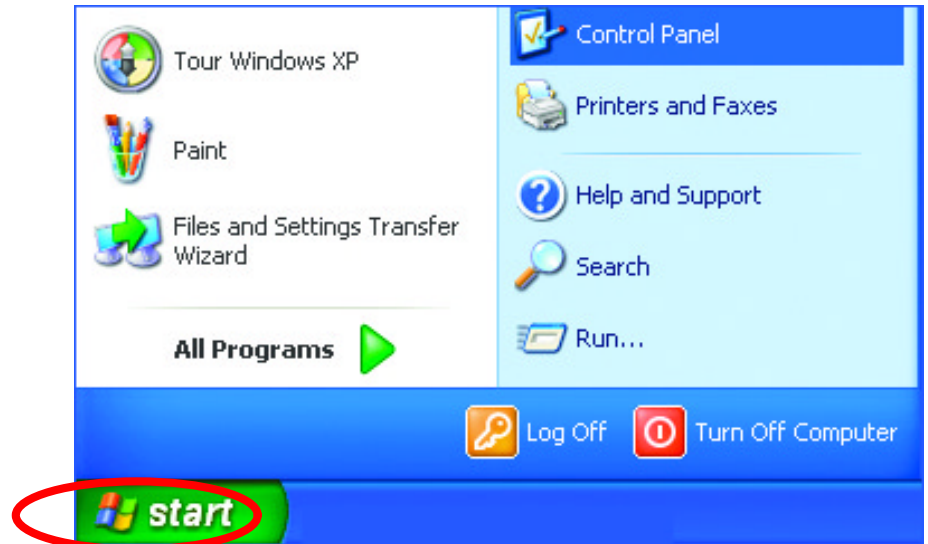 Tour Windows XP
Paint
Files and Settings Transfer
Wizard
All Programs
Control Panel
Printers and Faxes
Help and Support
Search
Run...
Log Off
Turn Off Computer
start